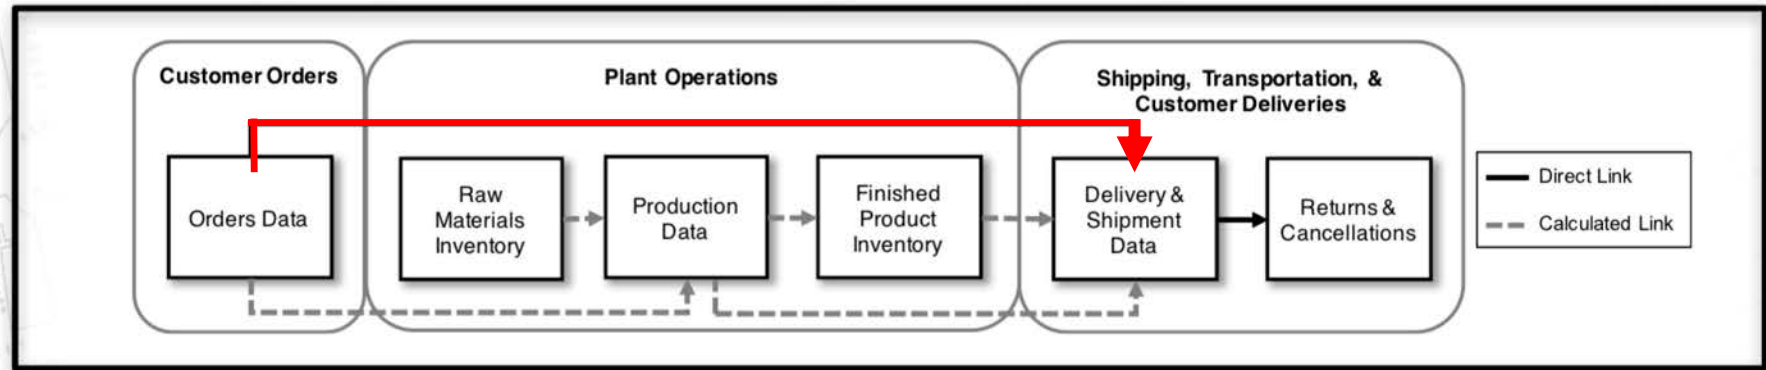 Customer Orders
Plant Operations
Shipping, Transportation, &
Customer Deliveries
Orders Data
Raw
Materials
Inventory
Production
Data
Finished
Product
Inventory
Delivery &
Shipment
Data
Returns &
Cancellations
Direct Link
Calculated Link